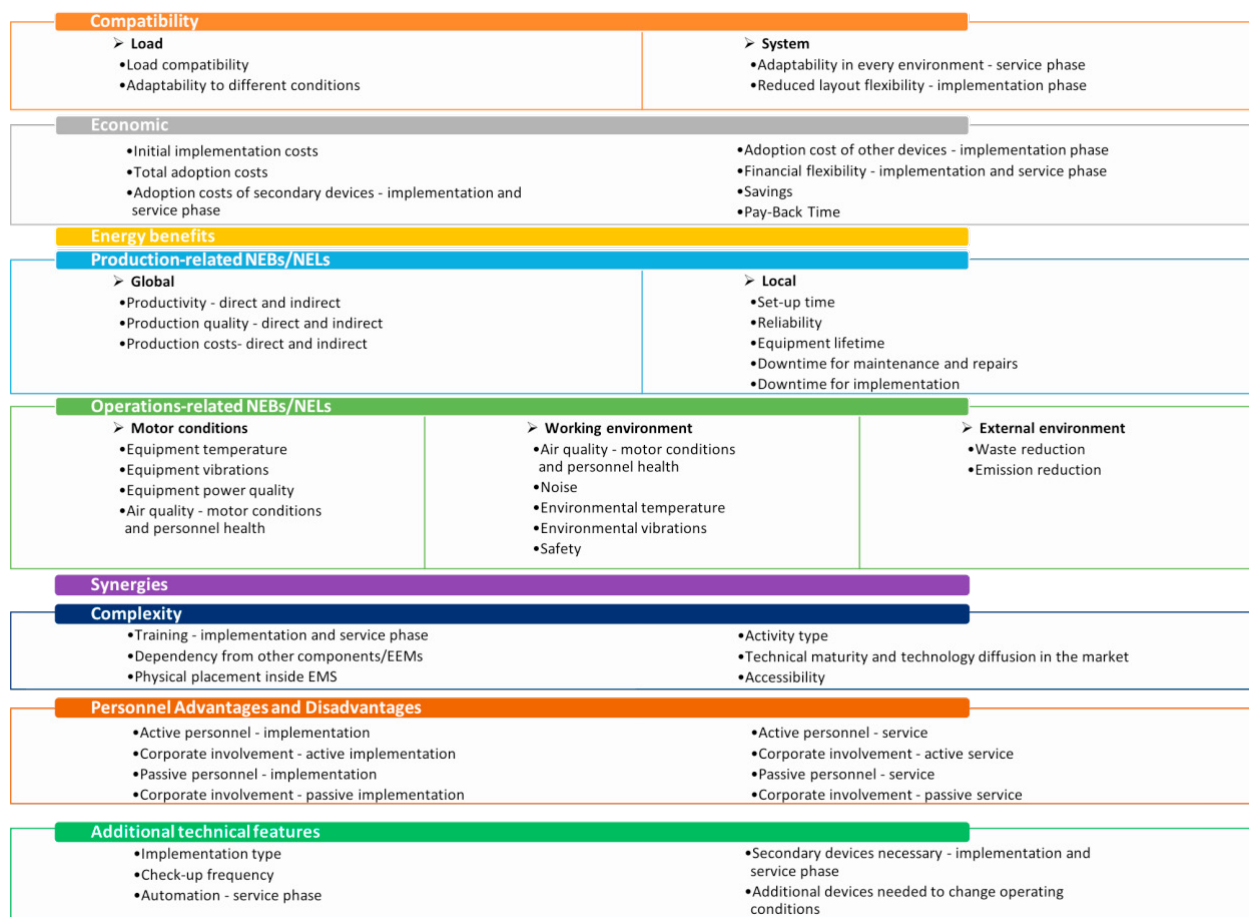 Compatibility
➢ Load
•Load compatibility
•Adaptability to different conditions
➢ System
•Adaptability in every environment - service phase
•Reduced layout flexibility - implementation phase
Economic
•Initial implementation costs
•Total adoption costs
•Adoption costs of secondary devices - implementation and
service phase
•Adoption cost of other devices - implementation phase
•Financial flexibility - implementation and service phase
•Savings
•Pay-Back Time
Energy benefits
Production-related NEBs/NELs
➢ Global
•Productivity - direct and indirect
•Production quality - direct and indirect
•Production costs- direct and indirect
➢ Local
•Set-up time
•Reliability
•Equipment lifetime
•Downtime for maintenance and repairs
•Downtime for implementation
Operations-related NEBs/NELs
➢ Motor conditions
•Equipment temperature
•Equipment vibrations
•Equipment power quality
•Air quality - motor conditions
and personnel health
➢ Working environment
•Air quality - motor conditions
and personnel health
•Noise
•Environmental temperature
•Environmental vibrations
•Safety
➢ External environment
•Waste reduction
•Emission reduction
Synergies
Complexity
•Training - implementation and service phase
•Dependency from other components/EEMs
•Physical placement inside EMS
•Activity type
•Technical maturity and technology diffusion in the market
•Accessibility
Personnel Advantages and Disadvantages
•Active personnel - implementation
•Corporate involvement - active implementation
•Passive personnel - implementation
•Corporate involvement - passive implementation
•Active personnel - service
•Corporate involvement - active service
•Passive personnel - service
•Corporate involvement - passive service
Additional technical features
•Implementation type
•Check-up frequency
•Automation - service phase
•Secondary devices necessary - implementation and
service phase
•Additional devices needed to change operating
conditions